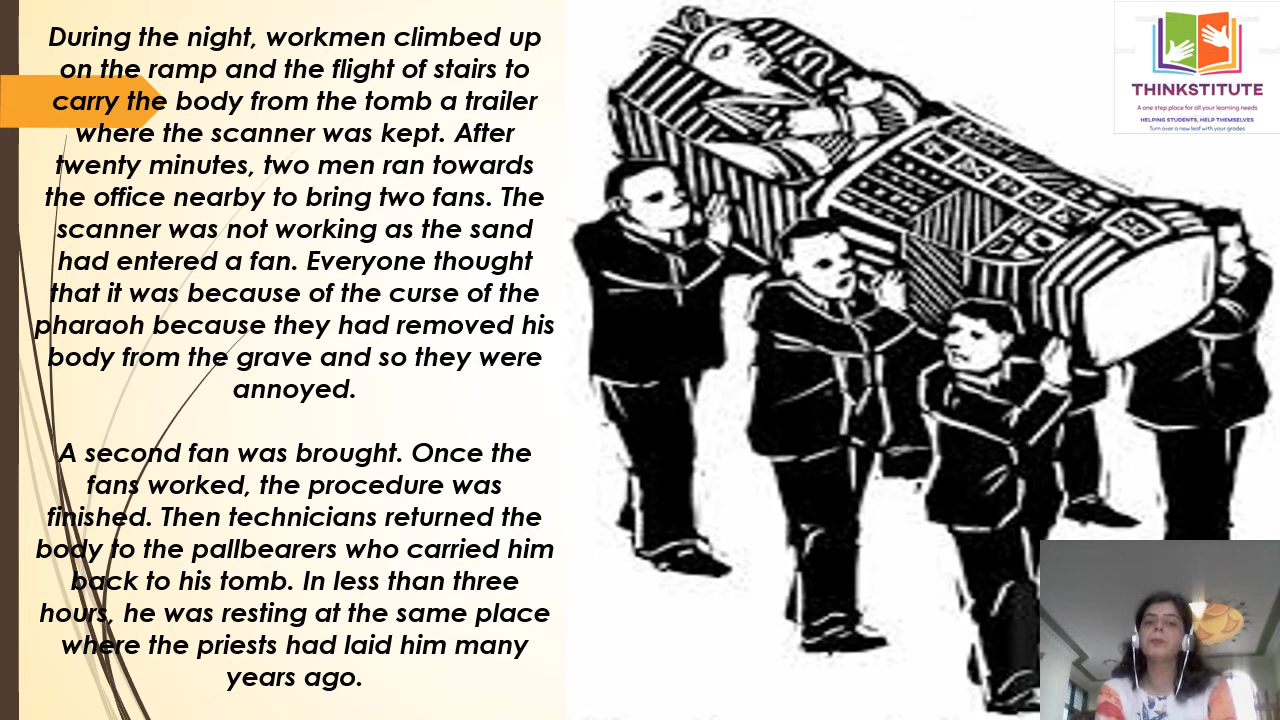 During the night, workmen climbed up
on the ramp and the flight of stairs to
carry the body from the tomb a trailer
where the scanner was kept. After
twenty minutes, two men ran towards
the office nearby to bring two fans. The
scanner was not working as the sand
had entered a fan. Everyone thought
that it was because of the curse of the
pharaoh because they had removed his
body from the grave and so they were
annoyed.
A second fan was brought. Once the
fans worked, the procedure was
finished. Then technicians returned the
body to the pallbearers who carried him
back to his tomb. In less than three
hours, he was resting at the same place
where the priests had laid him many
years ago.
THINKSTITUTE
A one step place for all your learning needs
HELPING STUDENTS, HELP THEMSELVES
Turn over a new leaf with your grades